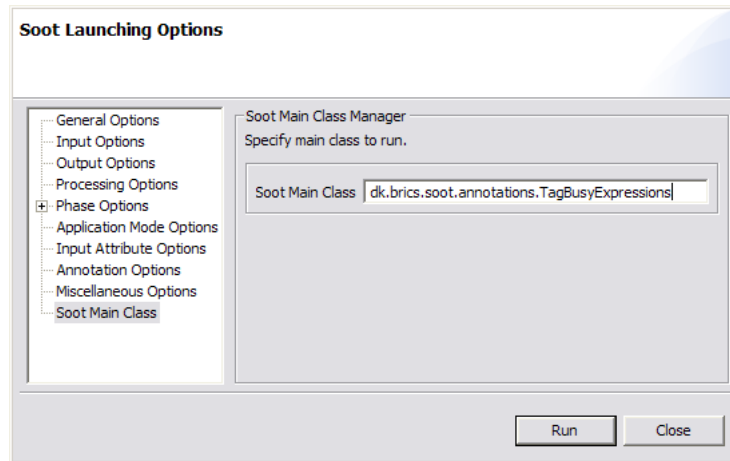 Soot Launching Options
General Options
Input Options
Output Options
Processing Options
Phase Options
Application Mode Options
Input Attribute Options
Annotation Options
Miscellaneous Options
Soot Main Class
Soot Main Class Manager
Specify main class to run.
Soot Main Class dk.brics.soot.annotations.TagBusyExpressions
Run Close